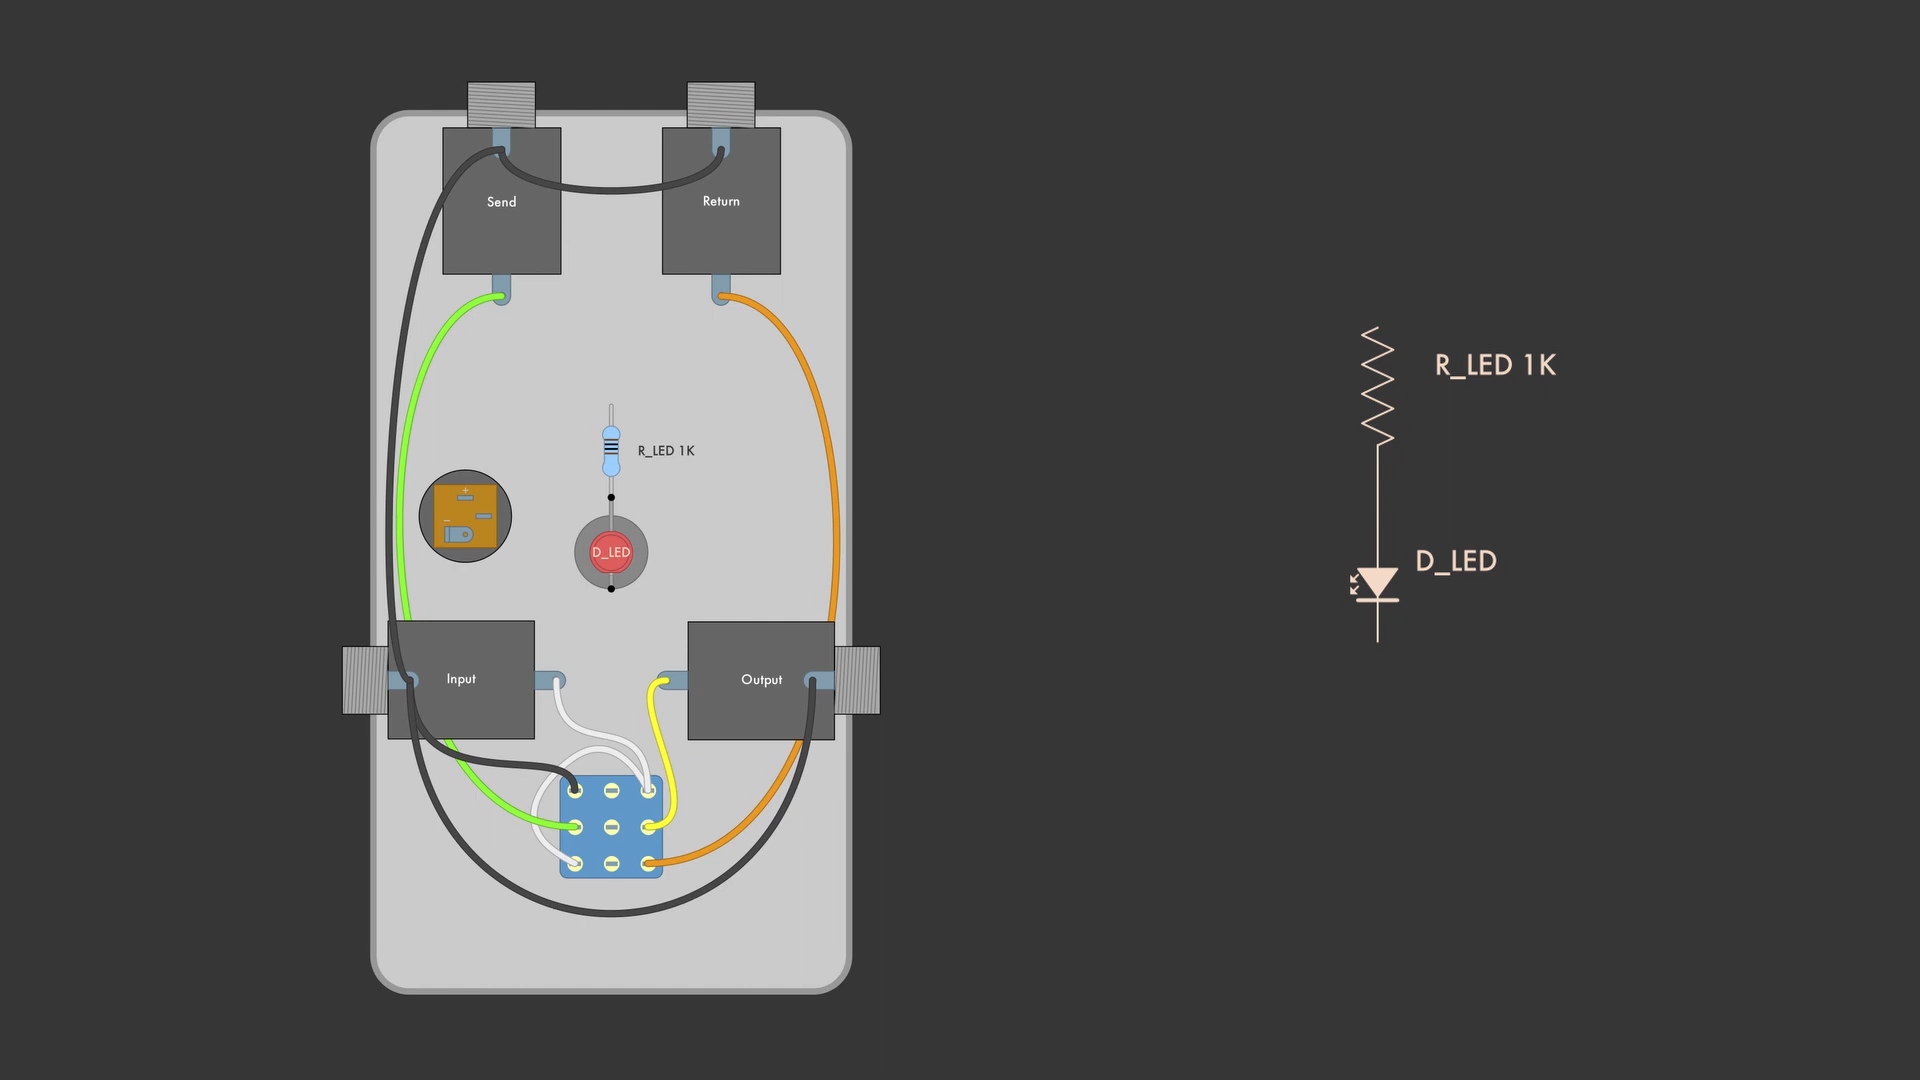 Send
Return
R_LED 1K
R_LED 1K
+
−
D_LED
D_LED
Input
Output